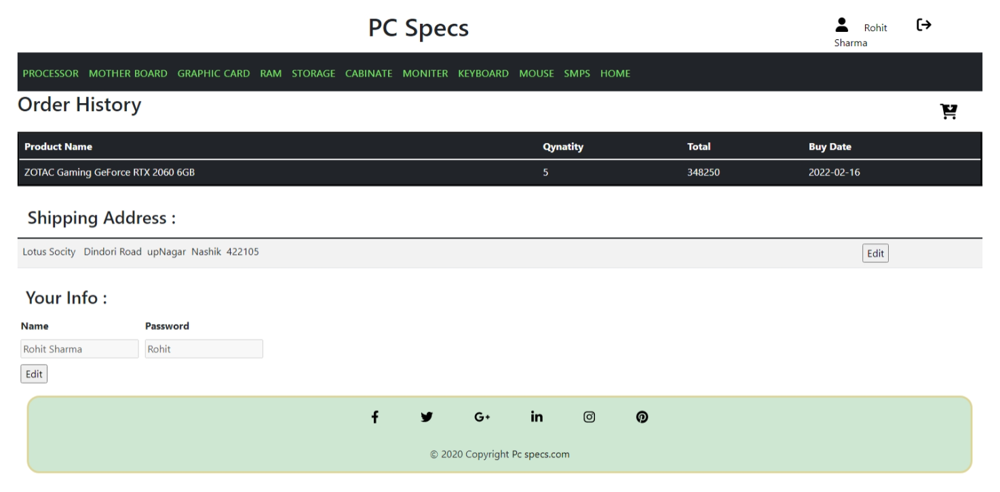 PC Specs
Rohit
Sharma
PROCESSOR MOTHER BOARD GRAPHIC CARD RAM STORAGE CABINATE MONITER KEYBOARD MOUSE SMPS HOME
Order History
Product Name Qynatity Total Buy Date
ZOTAC Gaming GeForce RTX 2060 6GB 5 348250 2022-02-16
Shipping Address :
Lotus Socity Dindori Road upNagar Nashik 422105 Edit
Your Info :
Name Password
Rohit Sharma Rohit
Edit
© 2020 Copyright Pc specs.com